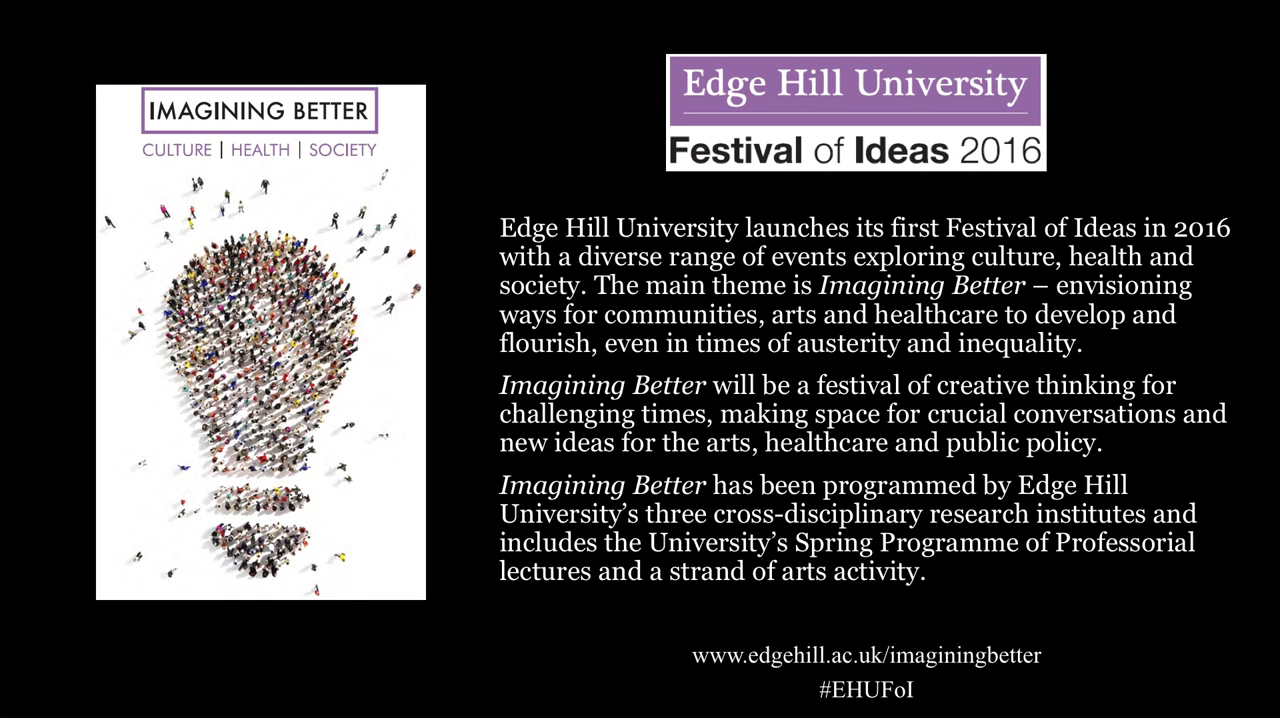 IMAGINING BETTER
CULTURE | HEALTH | SOCIETY
Edge Hill University
Festival of Ideas 2016
Edge Hill University launches its first Festival of Ideas in 2016
with a diverse range of events exploring culture, health and
society. The main theme is Imagining Better – envisioning
ways for communities, arts and healthcare to develop and
flourish, even in times of austerity and inequality.
Imagining Better will be a festival of creative thinking for
challenging times, making space for crucial conversations and
new ideas for the arts, healthcare and public policy.
Imagining Better has been programmed by Edge Hill
University’s three cross-disciplinary research institutes and
includes the University’s Spring Programme of Professorial
lectures and a strand of arts activity.
www.edgehill.ac.uk/imaginingbetter
#EHUFoI